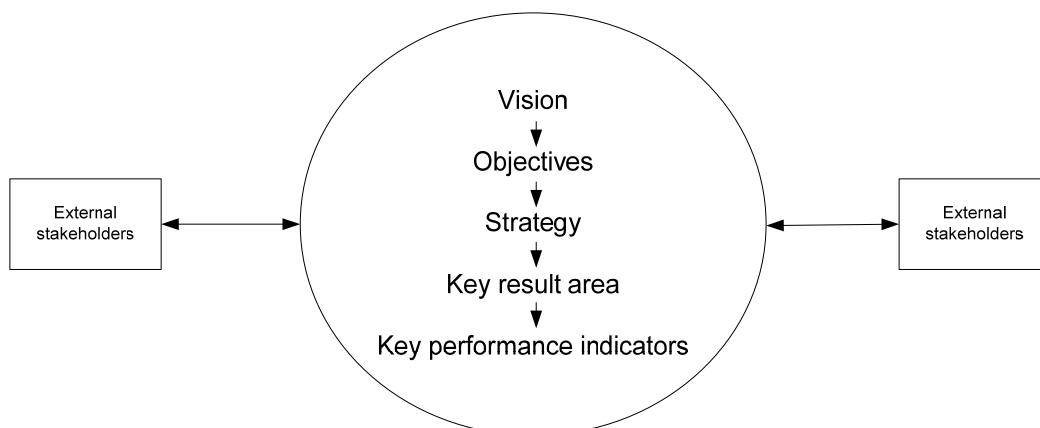 Vision
Objectives
Strategy
Key result area
Key performance indicators
External
stakeholders
External
stakeholders